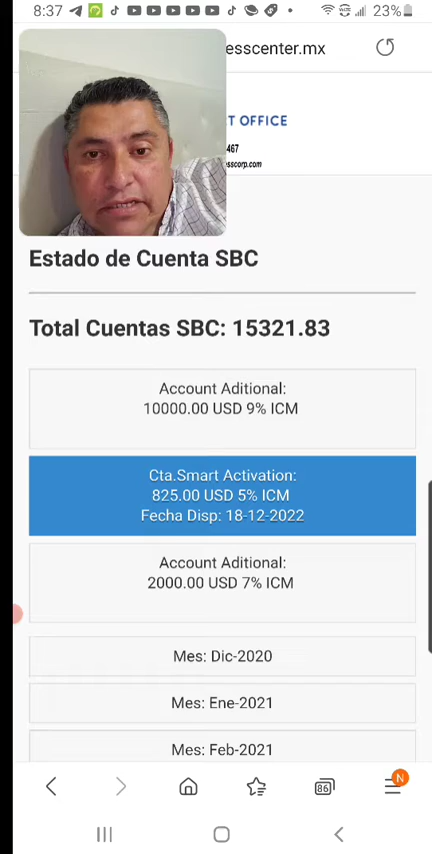 8:37
23%
esscenter.mx
T OFFICE
467
sscorp.com
Estado de Cuenta SBC
Total Cuentas SBC: 15321.83
Account Aditional:
10000.00 USD 9% ICM
Cta.Smart Activation:
825.00 USD 5% ICM
Fecha Disp: 18-12-2022
Account Aditional:
2000.00 USD 7% ICM
Mes: Dic-2020
Mes: Ene-2021
Mes: Feb-2021
86
N